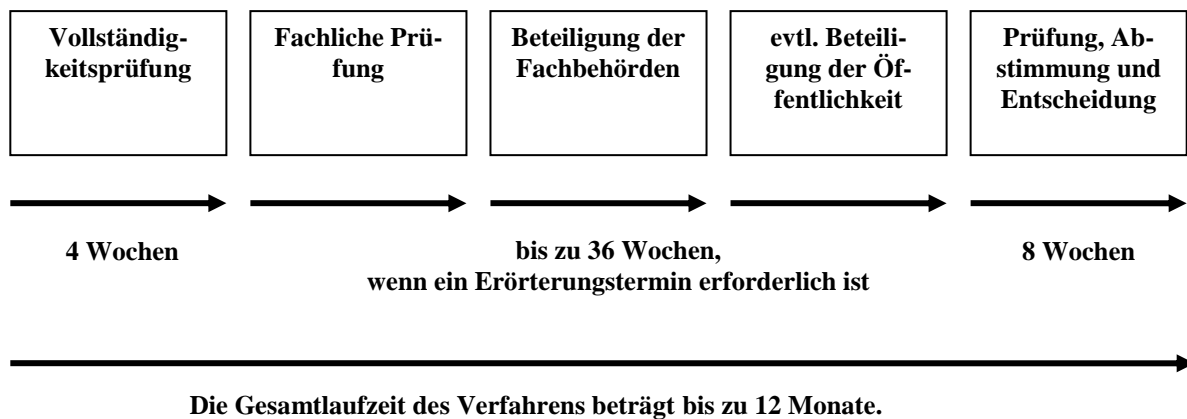 Vollständig-
keitsprüfung
Fachliche Prü-
fung
Beteiligung der
Fachbehörden
evtl. Beteili-
gung der Öf-
fentlichkeit
Prüfung, Ab-
stimmung und
Entscheidung
4 Wochen
bis zu 36 Wochen,
wenn ein Erörterungstermin erforderlich ist
8 Wochen
Die Gesamtlaufzeit des Verfahrens beträgt bis zu 12 Monate.